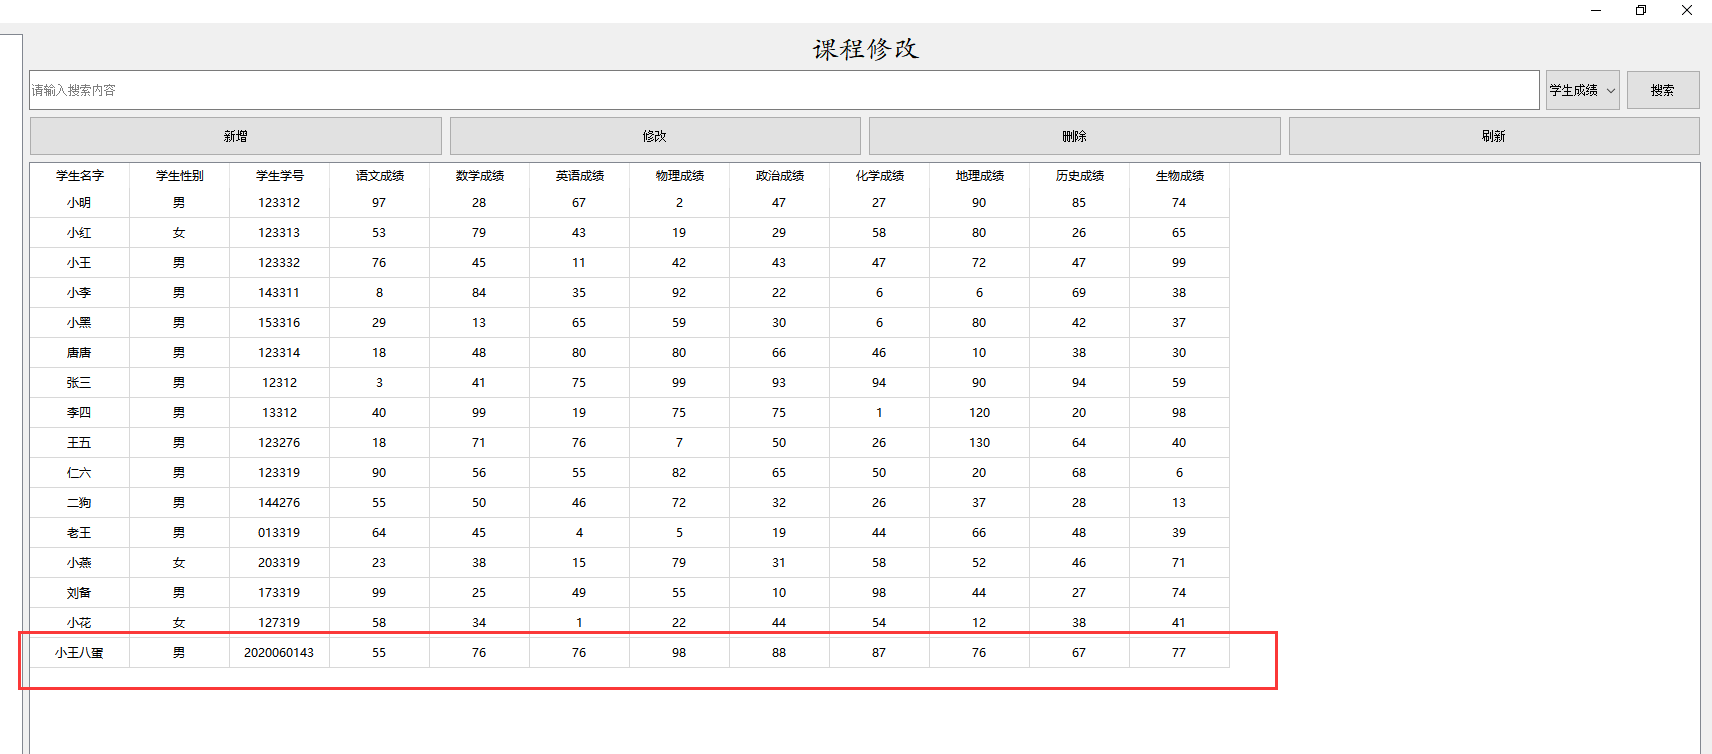 课程修改
请输入搜索内容 学生成绩 搜索
新增 修改 删除 刷新
学生名字 学生性别 学生学号 语文成绩 数学成绩 英语成绩 物理成绩 政治成绩 化学成绩 地理成绩 历史成绩 生物成绩
小明 男 123312 97 28 67 2 47 27 90 85 74
小红 女 123313 53 79 43 19 29 58 80 26 65
小王 男 123332 76 45 11 42 43 47 72 47 99
小李 男 143311 8 84 35 92 22 6 6 69 38
小黑 男 153316 29 13 65 59 30 6 80 42 37
唐唐 男 123314 18 48 80 80 66 46 10 38 30
张三 男 12312 3 41 75 99 93 94 90 94 59
李四 男 13312 40 99 19 75 75 1 120 20 98
王五 男 123276 18 71 76 7 50 26 130 64 40
仁六 男 123319 90 56 55 82 65 50 20 68 6
二狗 男 144276 55 50 46 72 32 26 37 28 13
老王 男 013319 64 45 4 5 19 44 66 48 39
小燕 女 203319 23 38 15 79 31 58 52 46 71
刘备 男 173319 99 25 49 55 10 98 44 27 74
小花 女 127319 58 34 1 22 44 54 12 38 41
小王八蛋 男 2020060143 55 76 76 98 88 87 76 67 77